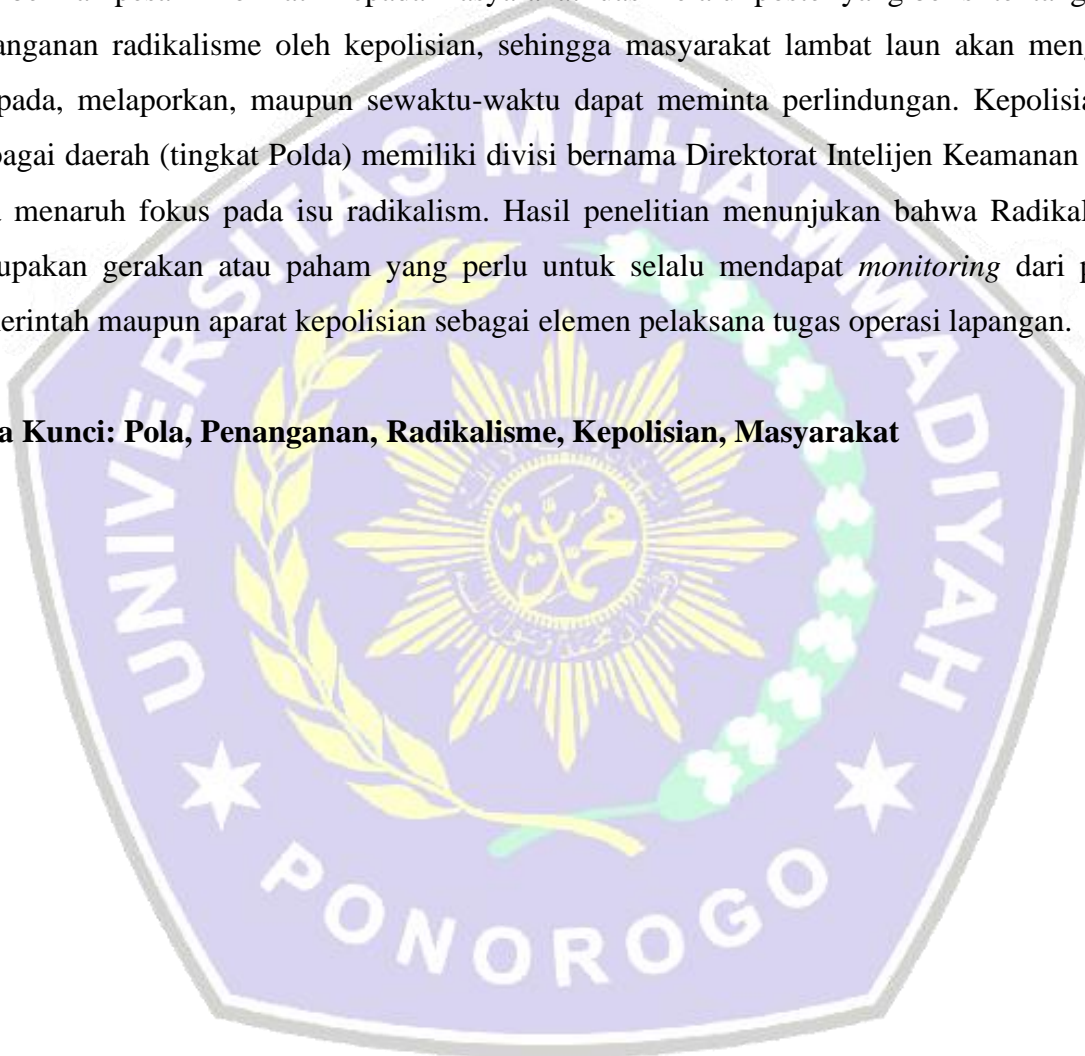 anganan radikalisme oleh kepolisian, sehingga masyarakat lambat laun akan meng
pada, melaporkan, maupun sewaktu-waktu dapat meminta perlindungan. Kepolisia
bagai daerah (tingkat Polda) memiliki divisi bernama Direktorat Intelijen Keamanan
menaruh fokus pada isu radikalism. Hasil penelitian menunjukan bahwa Radikal
upakan gerakan atau paham yang perlu untuk selalu mendapat monitoring dari p
erintah maupun aparat kepolisian sebagai elemen pelaksana tugas operasi lapangan.
a Kunci: Pola, Penanganan, Radikalisme, Kepolisian, Masyarakat
UNIVERSITAS MUHAMMADIYAH
محمدية
PONOROGO